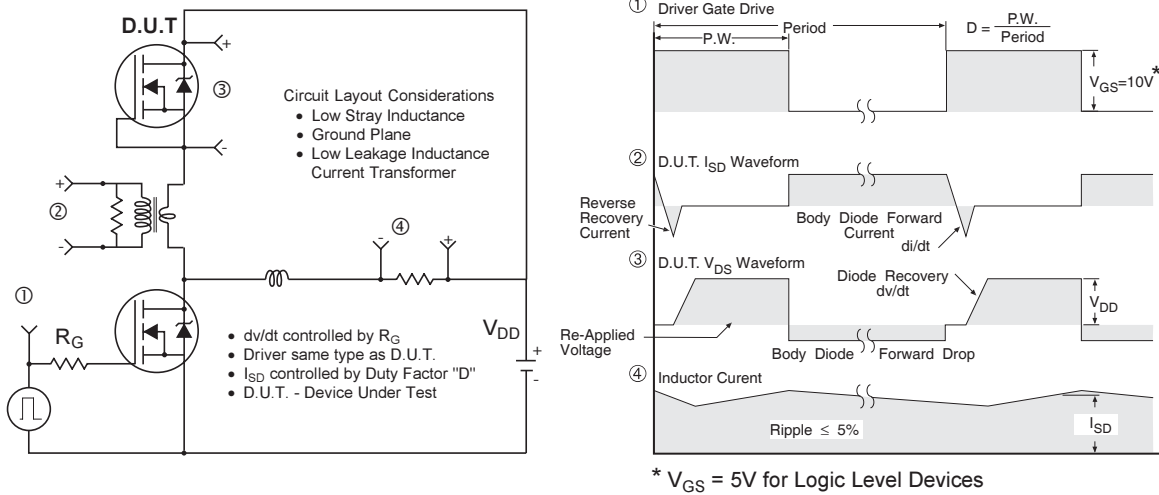 D.U.T
+
③
-
Circuit Layout Considerations
• Low Stray Inductance
• Ground Plane
• Low Leakage Inductance
Current Transformer
+
②
-
④
-
+
①
R_G
V_DD
+
-
• dv/dt controlled by R_G
• Driver same type as D.U.T.
• I_SD controlled by Duty Factor "D"
• D.U.T. - Device Under Test
① Driver Gate Drive
P.W.
Period
D = P.W. / Period
V_GS=10V*
② D.U.T. I_SD Waveform
Reverse
Recovery
Current
Body Diode Forward
Current
di/dt
③ D.U.T. V_DS Waveform
Diode Recovery
dv/dt
V_DD
Re-Applied
Voltage
Body Diode Forward Drop
④ Inductor Curent
Ripple ≤ 5%
I_SD
* V_GS = 5V for Logic Level Devices